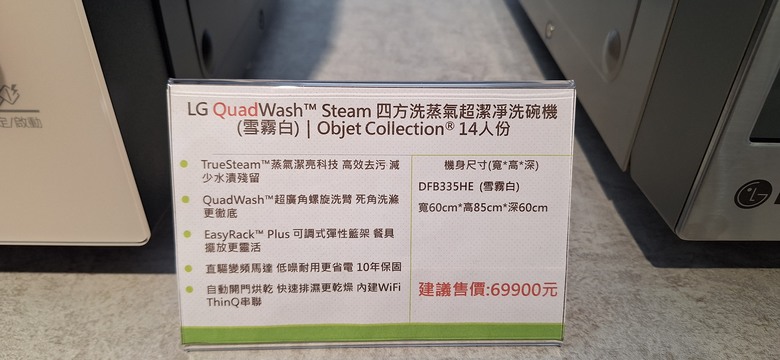 LG QuadWash™ Steam 四方洗蒸氣超潔淨洗碗機
(雪霧白) | Objet Collection® 14人份
TrueSteam™蒸氣潔亮科技 高效去污 減
少水漬殘留
QuadWash™超廣角螺旋洗臂 死角洗滌
更徹底
EasyRack™ Plus 可調式彈性籃架 餐具
擺放更靈活
直驅變頻馬達 低噪耐用更省電 10年保固
自動開門烘乾 快速排濕更乾燥 內建WiFi
ThinQ串聯
機身尺寸(寬*高*深)
DFB335HE (雪霧白)
寬60cm*高85cm*深60cm
建議售價:69900元
/啟動
LG